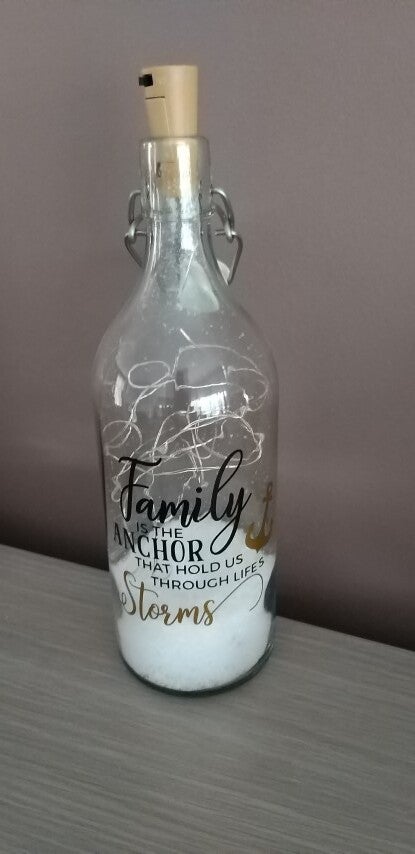 Family
IS THE
ANCHOR
THAT HOLD US
THROUGH LIFES
Storms